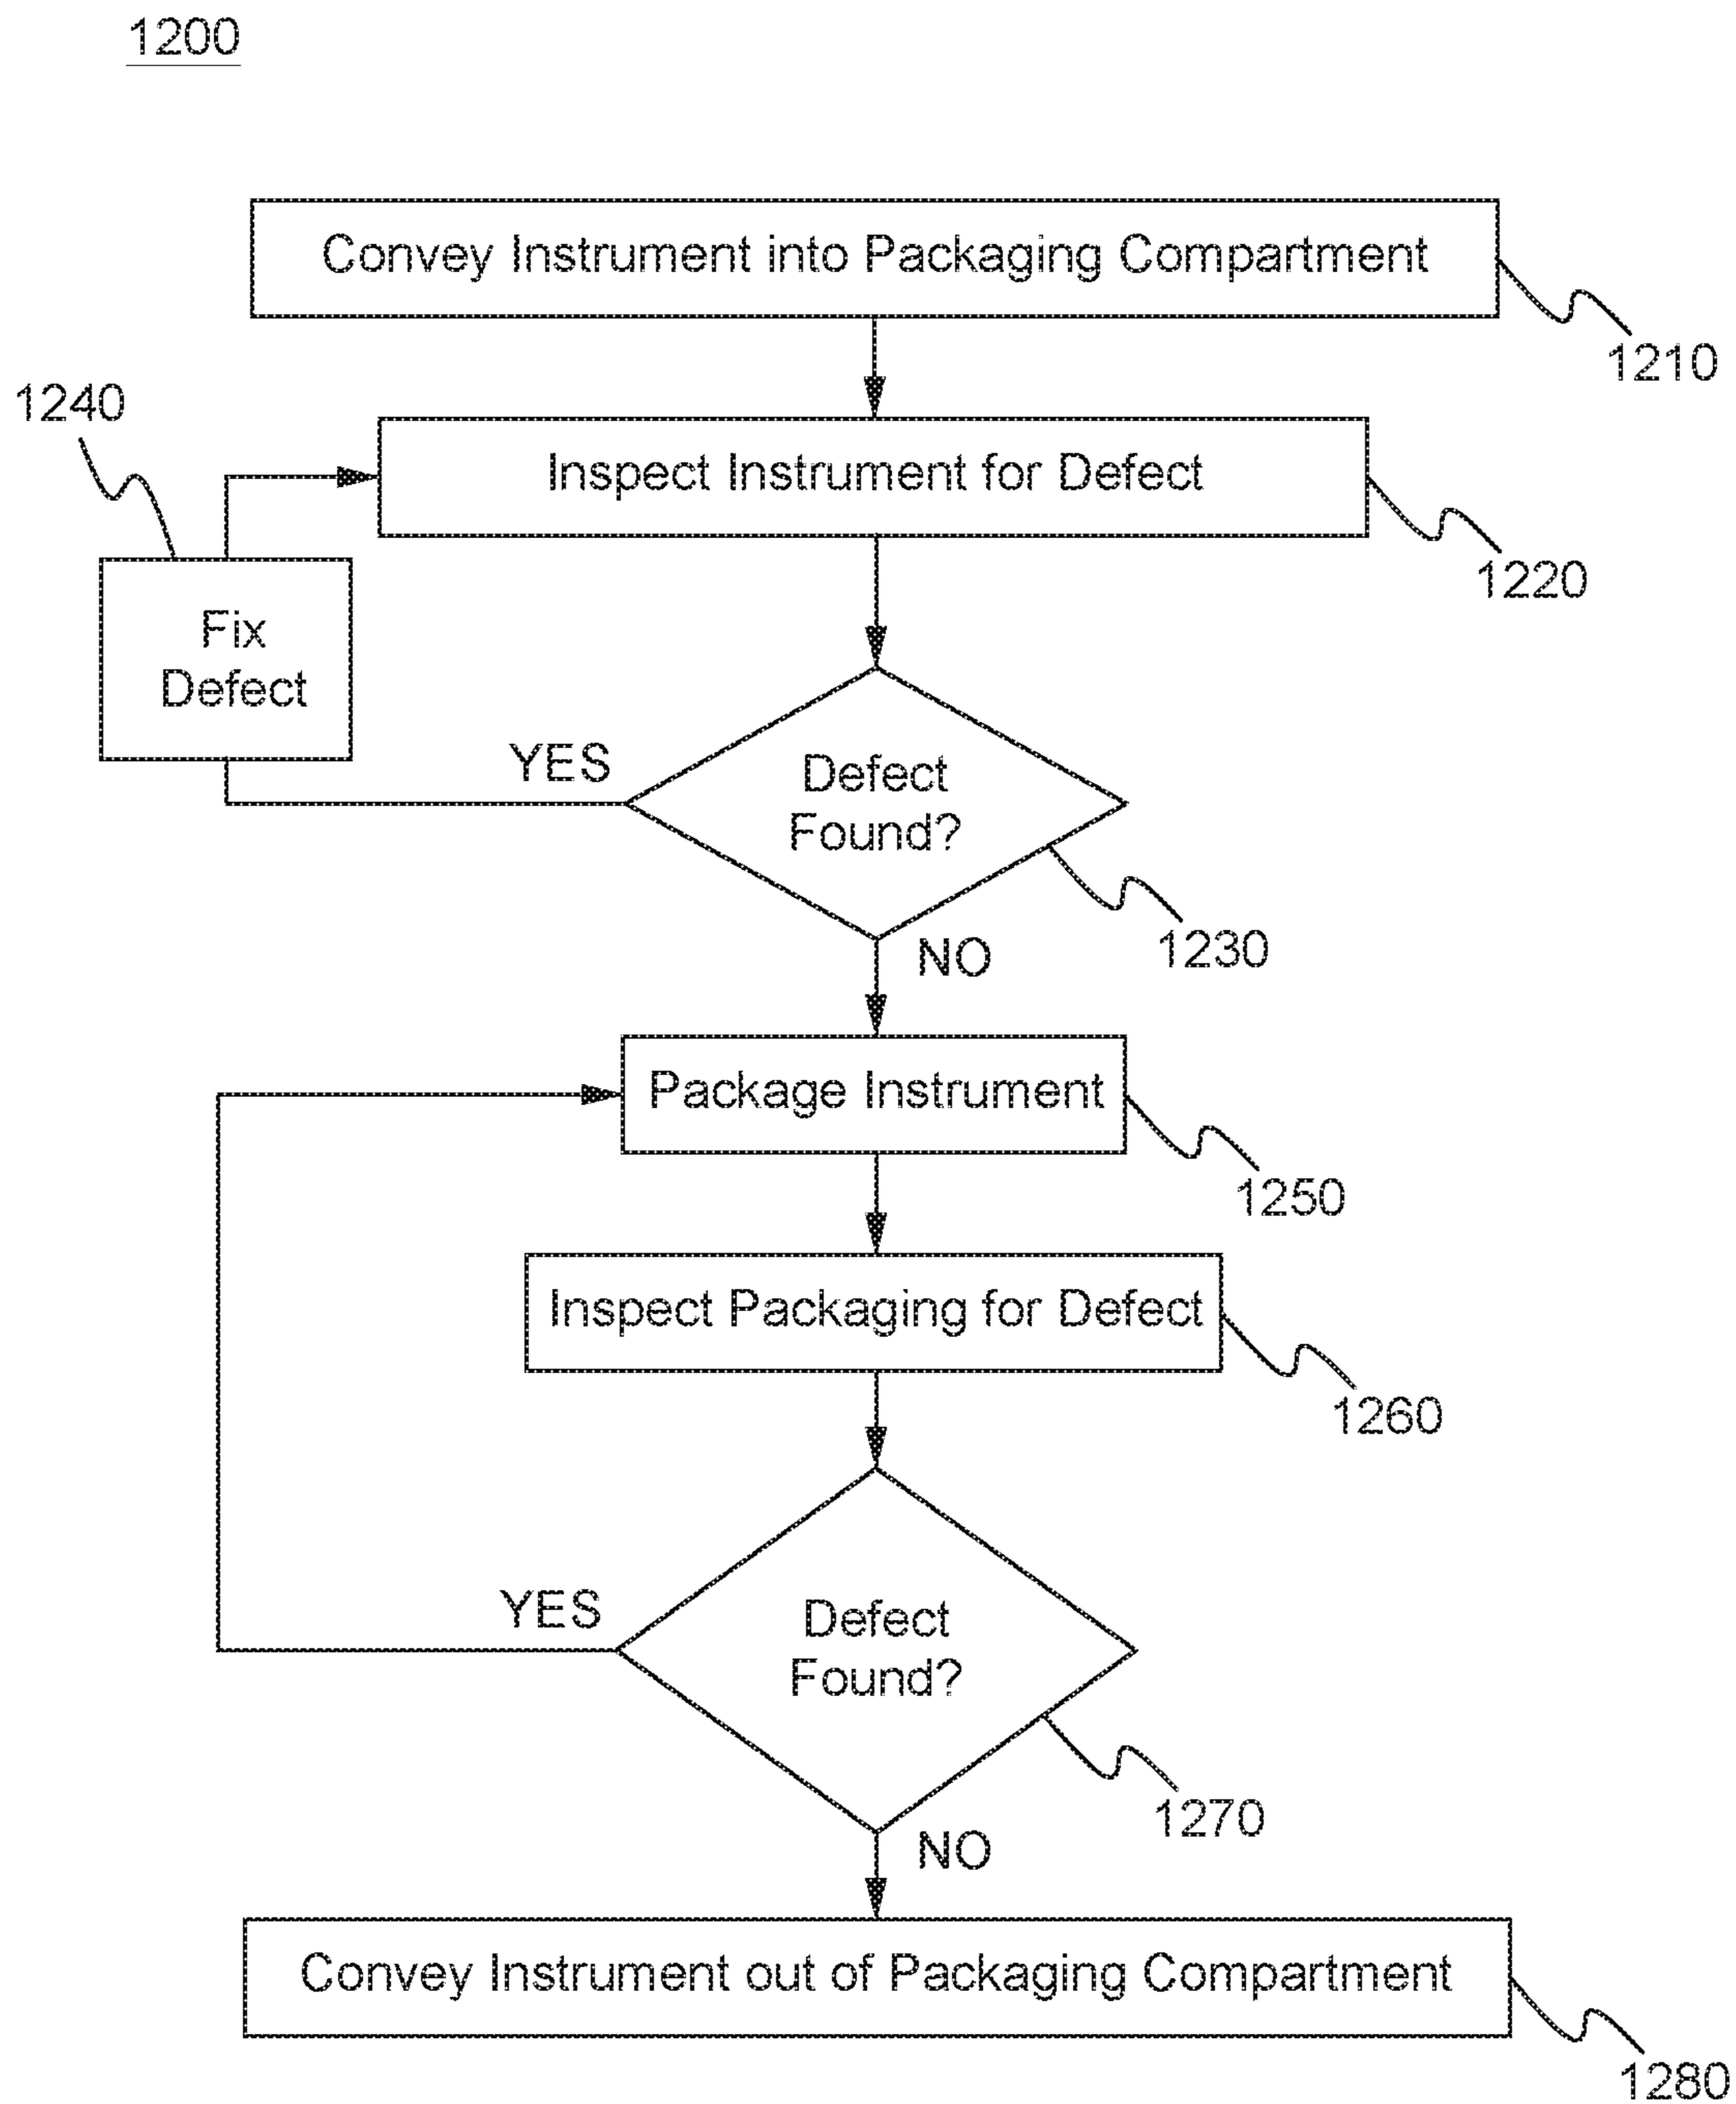 1200
Convey Instrument into Packaging Compartment
1210
1240
Inspect Instrument for Defect
1220
Fix
Defect
YES
Defect
Found?
1230
NO
Package Instrument
1250
Inspect Packaging for Defect
1260
YES
Defect
Found?
1270
NO
Convey Instrument out of Packaging Compartment
1280